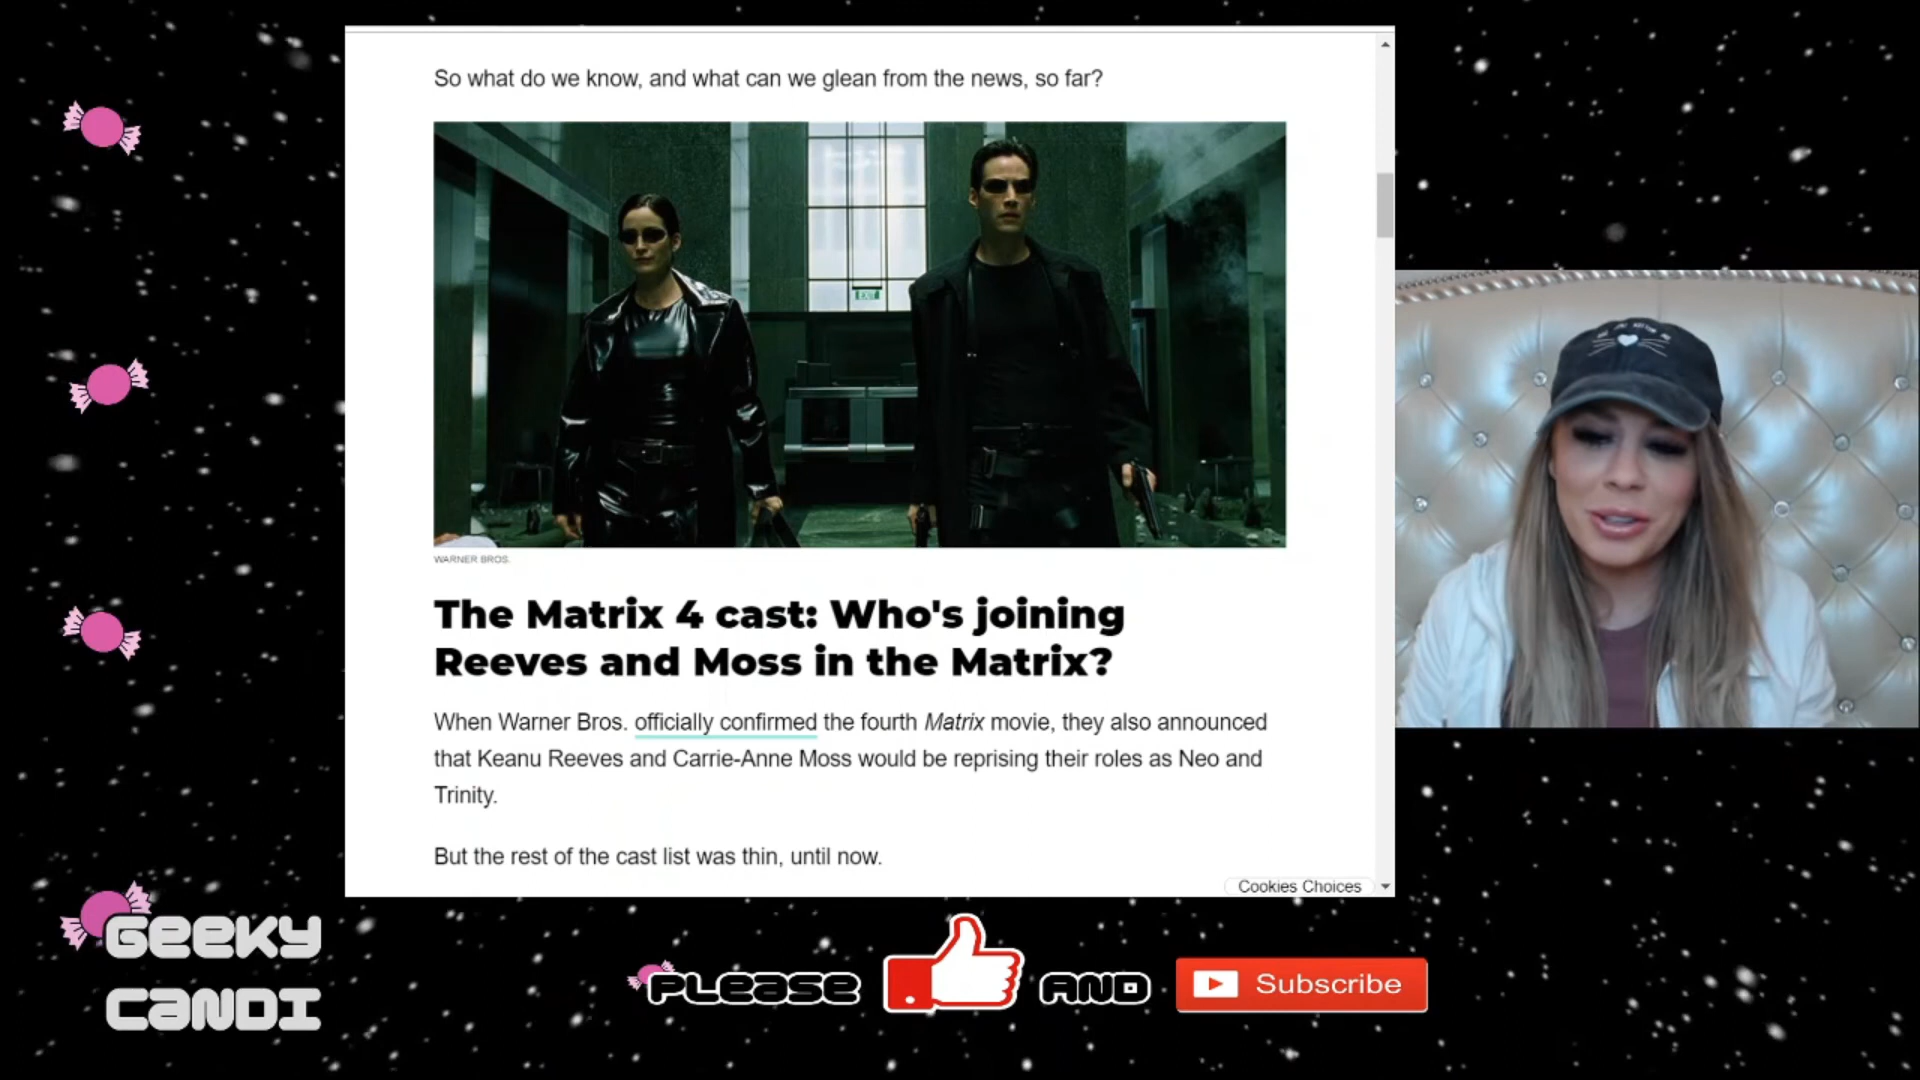 So what do we know, and what can we glean from the news, so far?
EXIT
WARNER BROS.
The Matrix 4 cast: Who's joining
Reeves and Moss in the Matrix?
When Warner Bros. officially confirmed the fourth Matrix movie, they also announced
that Keanu Reeves and Carrie-Anne Moss would be reprising their roles as Neo and
Trinity.
But the rest of the cast list was thin, until now.
Cookies Choices
GEEKY
CANDI
PLEASE AND Subscribe